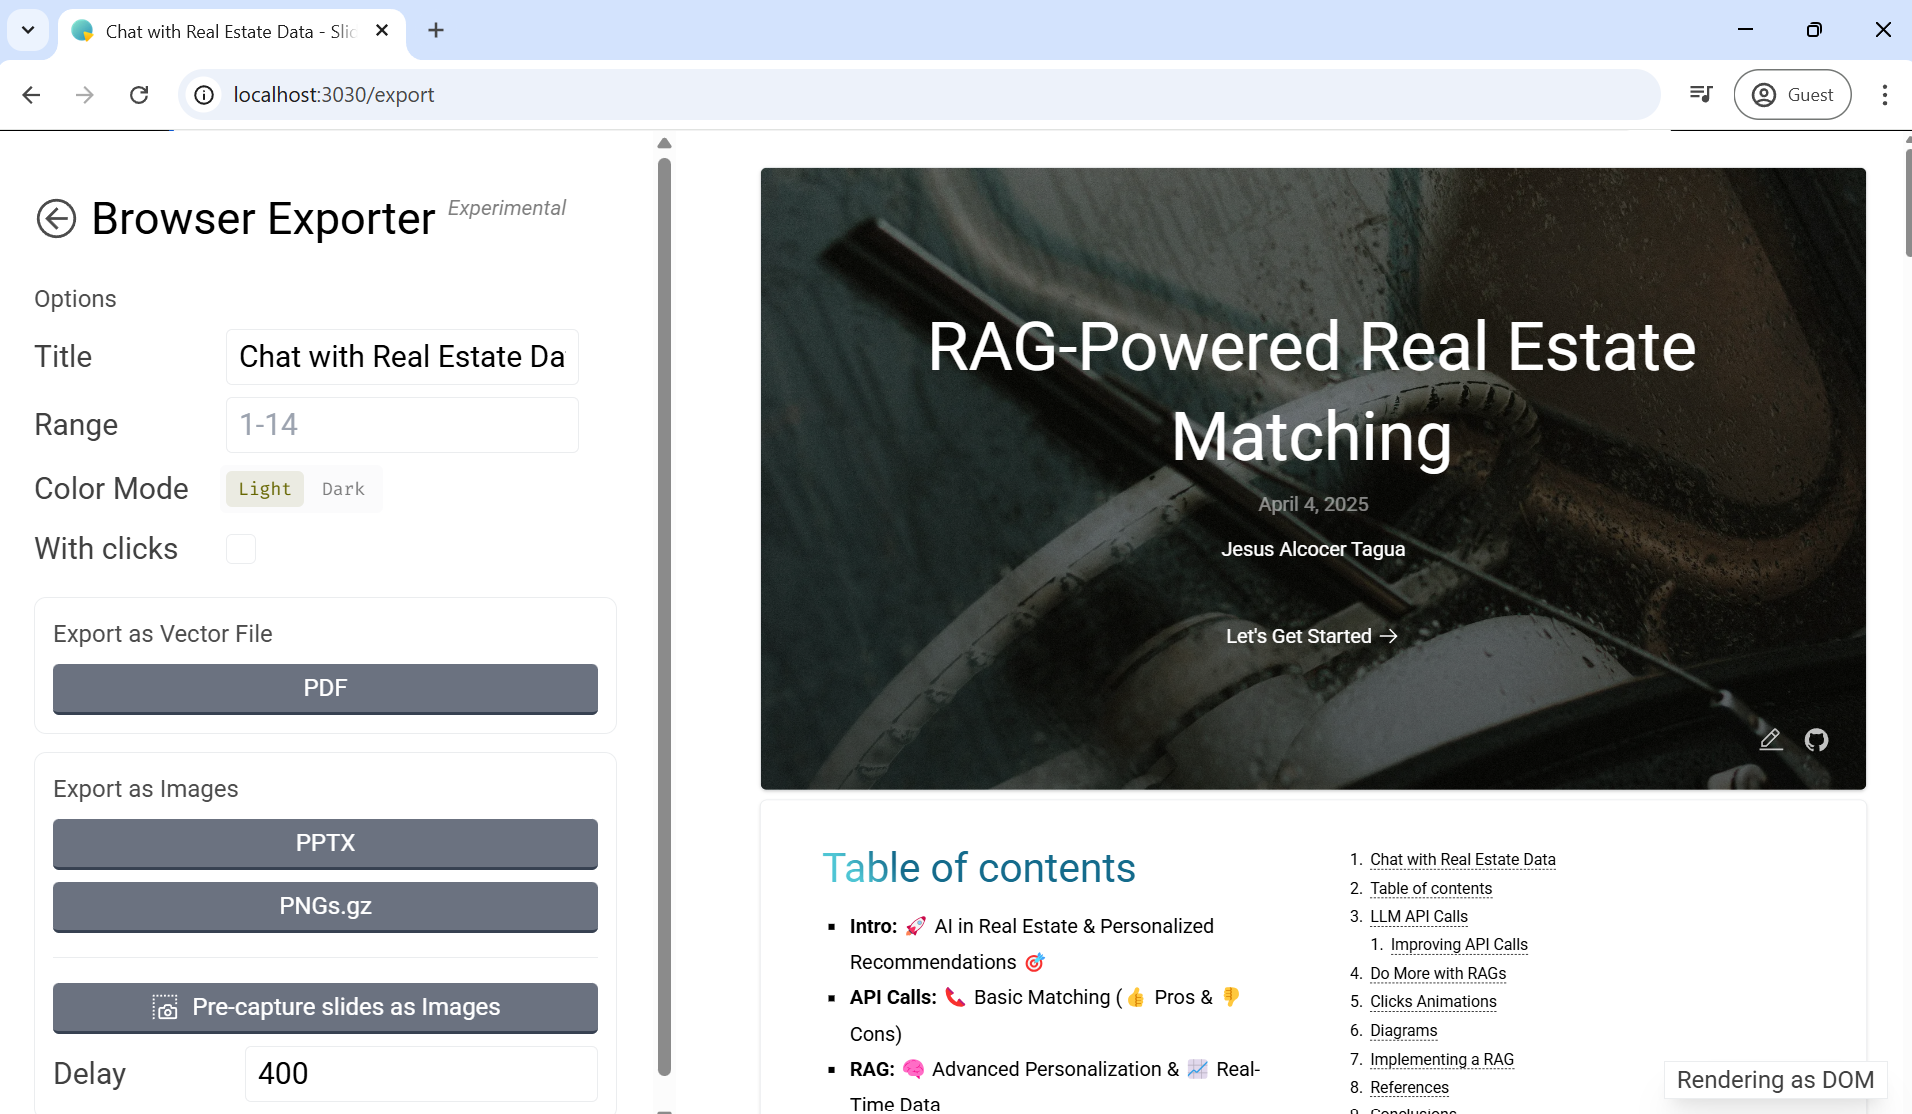 Chat with Real Estate Data - Slid
localhost:3030/export
Guest
Browser Exporter Experimental
Options
Title Chat with Real Estate Da
Range 1-14
Color Mode Light Dark
With clicks
Export as Vector File
PDF
Export as Images
PPTX
PNGs.gz
Pre-capture slides as Images
Delay 400
RAG-Powered Real Estate
Matching
April 4, 2025
Jesus Alcocer Tagua
Let's Get Started →
Table of contents
▪ Intro: 🚀 AI in Real Estate & Personalized
Recommendations 🎯
▪ API Calls: 📞 Basic Matching (👍 Pros & 👎
Cons)
▪ RAG: 🧠 Advanced Personalization & 📈 Real-
Time Data
1. Chat with Real Estate Data
2. Table of contents
3. LLM API Calls
1. Improving API Calls
4. Do More with RAGs
5. Clicks Animations
6. Diagrams
7. Implementing a RAG
8. References
9. Conclusions
Rendering as DOM